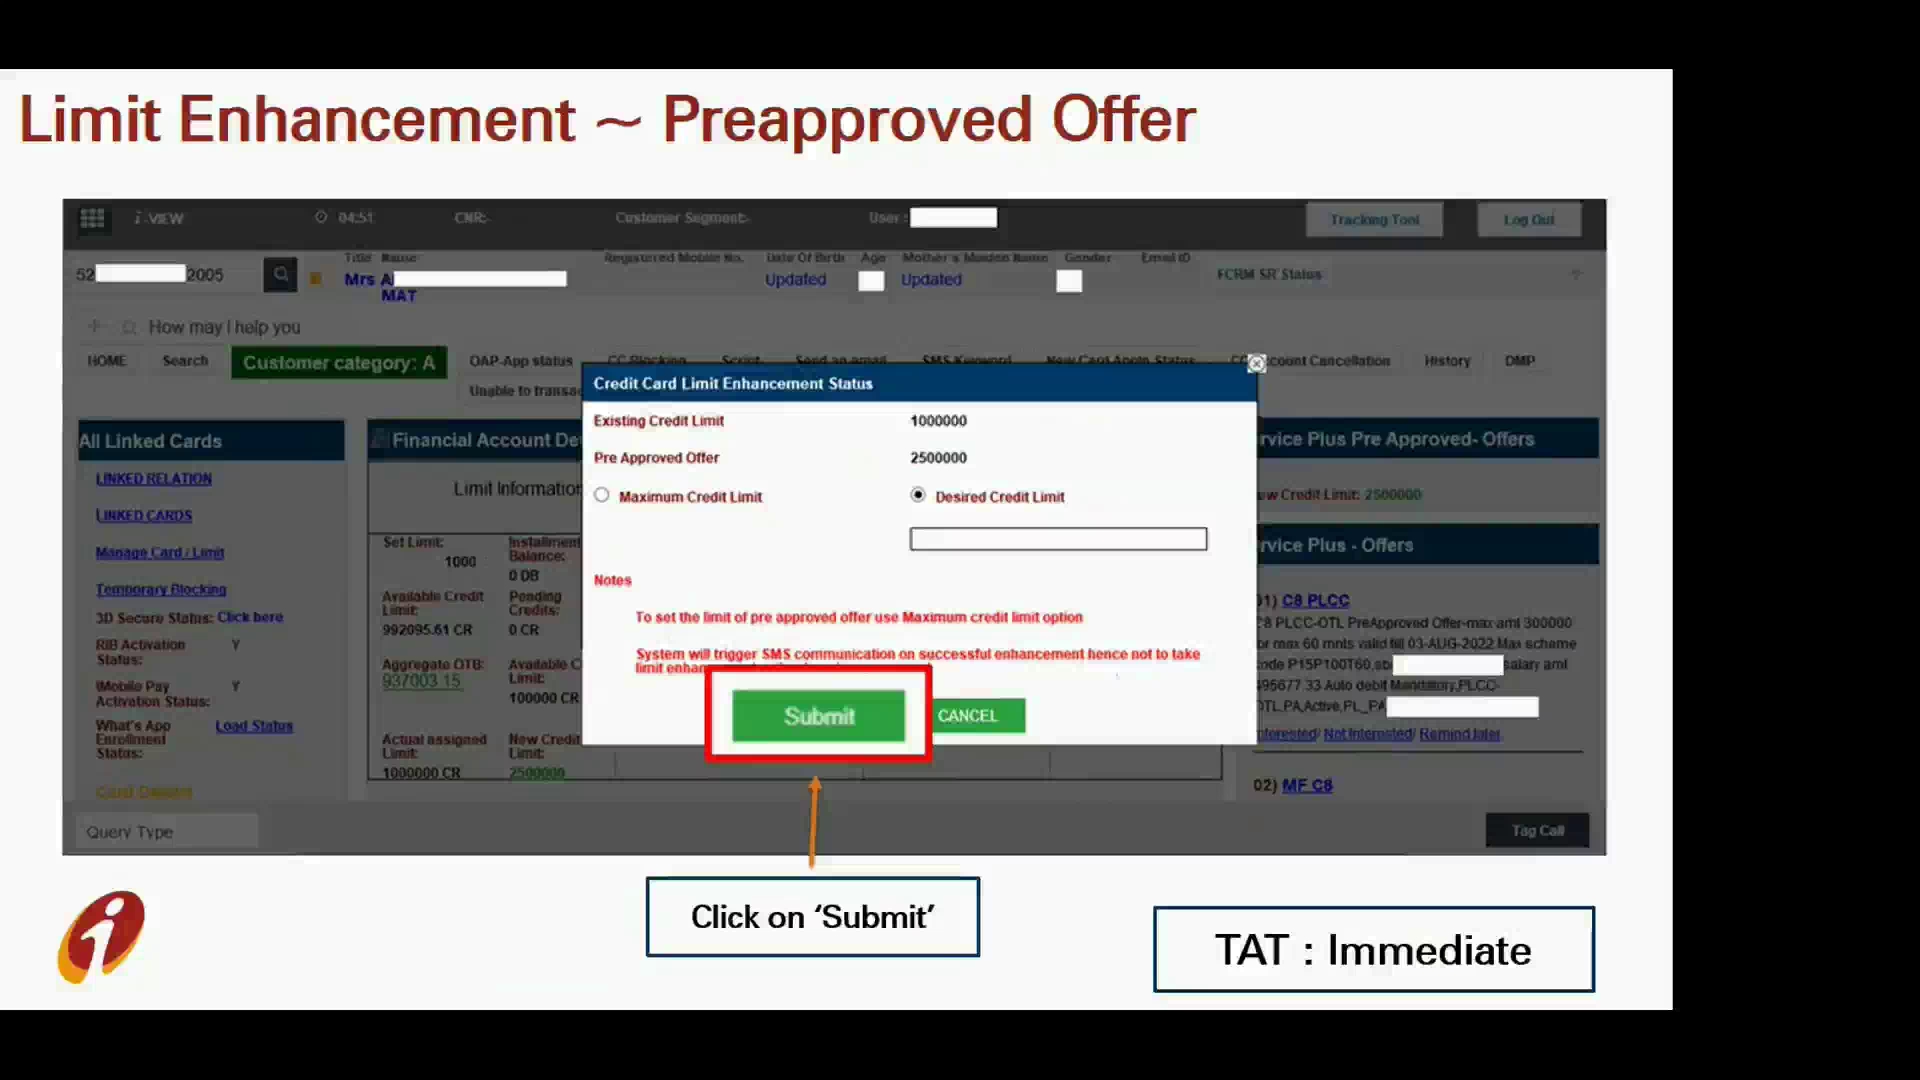 Limit Enhancement ~ Preapproved Offer
i-VIEW 04:51 CNR:- Customer Segment:- User : Tracking Tool Log Out
Title Name Registered Mobile No. Date Of Birth Age Mother's Maiden Name Gender Email ID
52 2005 Mrs A Updated Updated FCRM SR Status
MAT
How may I help you
HOME Search Customer category: A OAP-App status CC Blocking Script- Send an email SMS Keyword New Card Appln Status CC Account Cancellation History DMP
Unable to transa
Credit Card Limit Enhancement Status
Existing Credit Limit 1000000
Pre Approved Offer 2500000
Maximum Credit Limit Desired Credit Limit
Notes
To set the limit of pre approved offer use Maximum credit limit option
System will trigger SMS communication on successful enhancement hence not to take
limit enhan
Submit CANCEL
All Linked Cards
LINKED RELATION
LINKED CARDS
Manage Card / Limit
Temporary Blocking
3D Secure Status: Click here
RIB Activation Status: Y
iMobile Pay Activation Status: Y
What's App Enrollment Status: Load Status
Card Details
Financial Account De
Limit Information
Set Limit: 1000
Installment Balance: 0 DB
Available Credit Limit: 992095.61 CR
Pending Credits: 0 CR
Aggregate OTB: 937003.15
Available C Limit: 100000 CR
Actual assigned Limit: 1000000 CR
New Credit Limit: 2500000
rvice Plus Pre Approved- Offers
ew Credit Limit: 2500000
rvice Plus - Offers
01) C8 PLCC
C8 PLCC-OTL PreApproved Offer-max amt 300000
or max 60 mnts valid till 03-AUG-2022 Max scheme
ode P15P100T60, salary amt
495677.33 Auto debit Mandatory,PLCC-
OTL,PA,Active,PL_PA
Interested/ Not Interested/ Remind later
02) MF C8
Query Type Tag Call
Click on ‘Submit’
TAT : Immediate